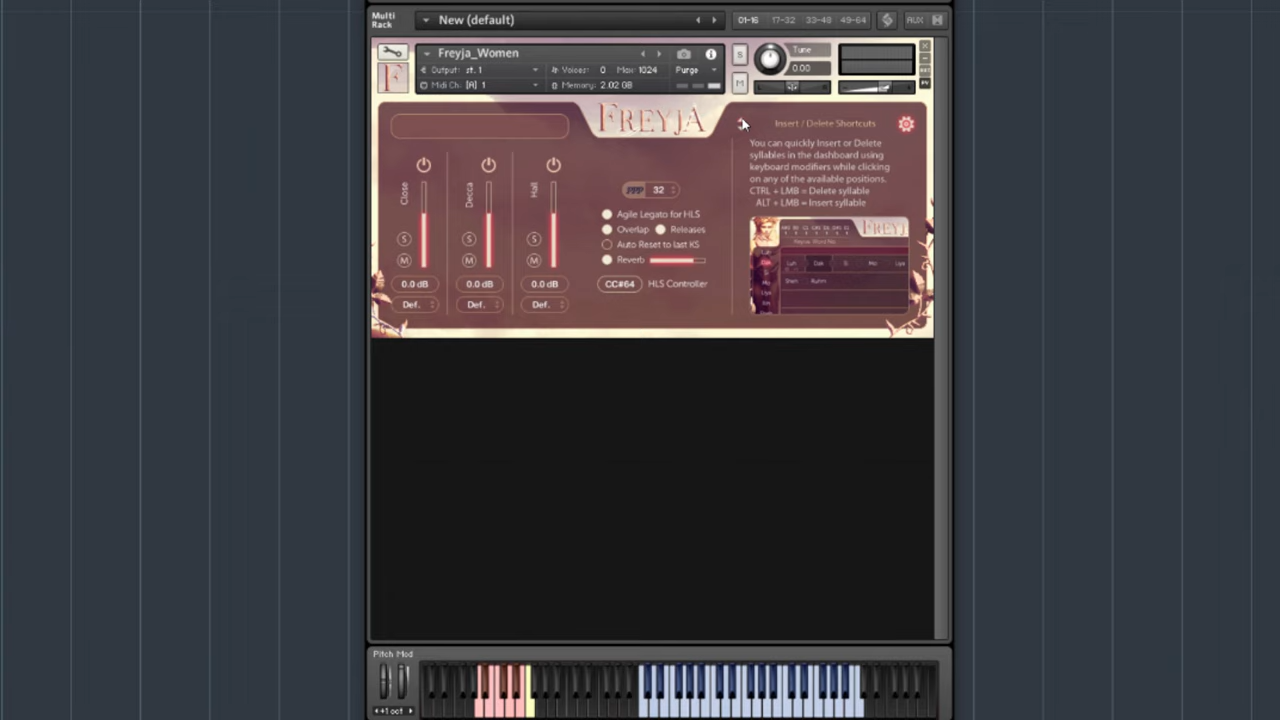 Multi
Rack
New (default)
01-16 17-32 33-48 49-64
AUX
Freyja_Women
Output: st. 1
Voices: 0 Max: 1024
Purge
Midi Ch: [A] 1
Memory: 2.02 GB
S
M
Tune
0.00
F
FREYJA
Insert / Delete Shortcuts
You can quickly Insert or Delete
syllables in the dashboard using
keyboard modifiers while clicking
on any of the available positions.
CTRL + LMB = Delete syllable
ALT + LMB = Insert syllable
Close
Decca
Hall
S
S
S
M
M
M
0.0 dB
0.0 dB
0.0 dB
Def.
Def.
Def.
32
Agile Legato for HLS
Overlap
Releases
Auto Reset to last KS
Reverb
CC#64
HLS Controller
FREYJ
Pitch Mod
+1 oct